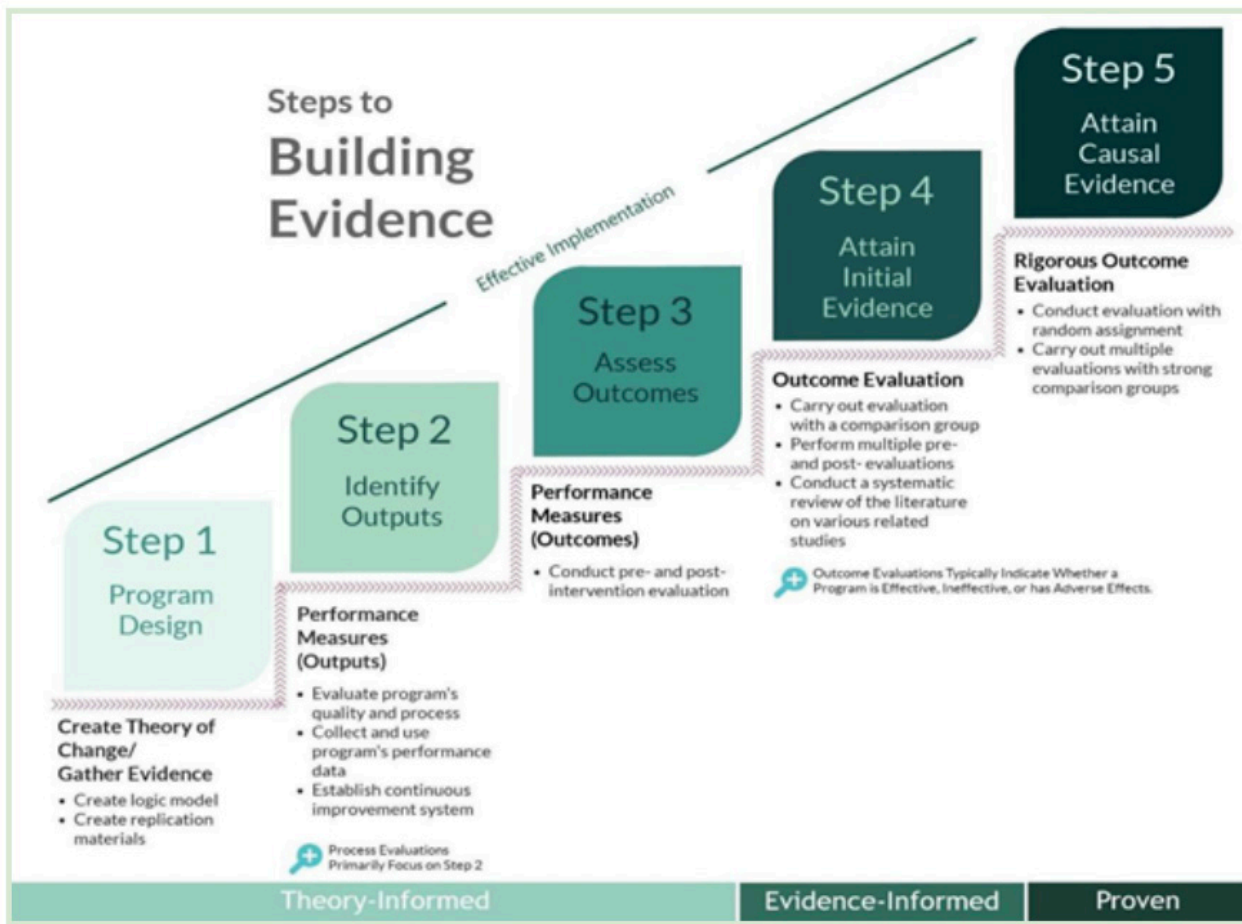 Steps to
Building
Evidence
Effective Implementation
Step 1
Program
Design
Create Theory of
Change/
Gather Evidence
• Create logic model
• Create replication
materials
Step 2
Identify
Outputs
Performance
Measures
(Outputs)
• Evaluate program's
quality and process
• Collect and use
program's performance
data
• Establish continuous
improvement system
Process Evaluations
Primarily Focus on Step 2
Step 3
Assess
Outcomes
Performance
Measures
(Outcomes)
• Conduct pre- and post-
intervention evaluation
Step 4
Attain
Initial
Evidence
Outcome Evaluation
• Carry out evaluation
with a comparison group
• Perform multiple pre-
and post- evaluations
• Conduct a systematic
review of the literature
on various related
studies
Outcome Evaluations Typically Indicate Whether a
Program is Effective, Ineffective, or has Adverse Effects.
Step 5
Attain
Causal
Evidence
Rigorous Outcome
Evaluation
• Conduct evaluation with
random assignment
• Carry out multiple
evaluations with strong
comparison groups
Theory-Informed
Evidence-Informed
Proven